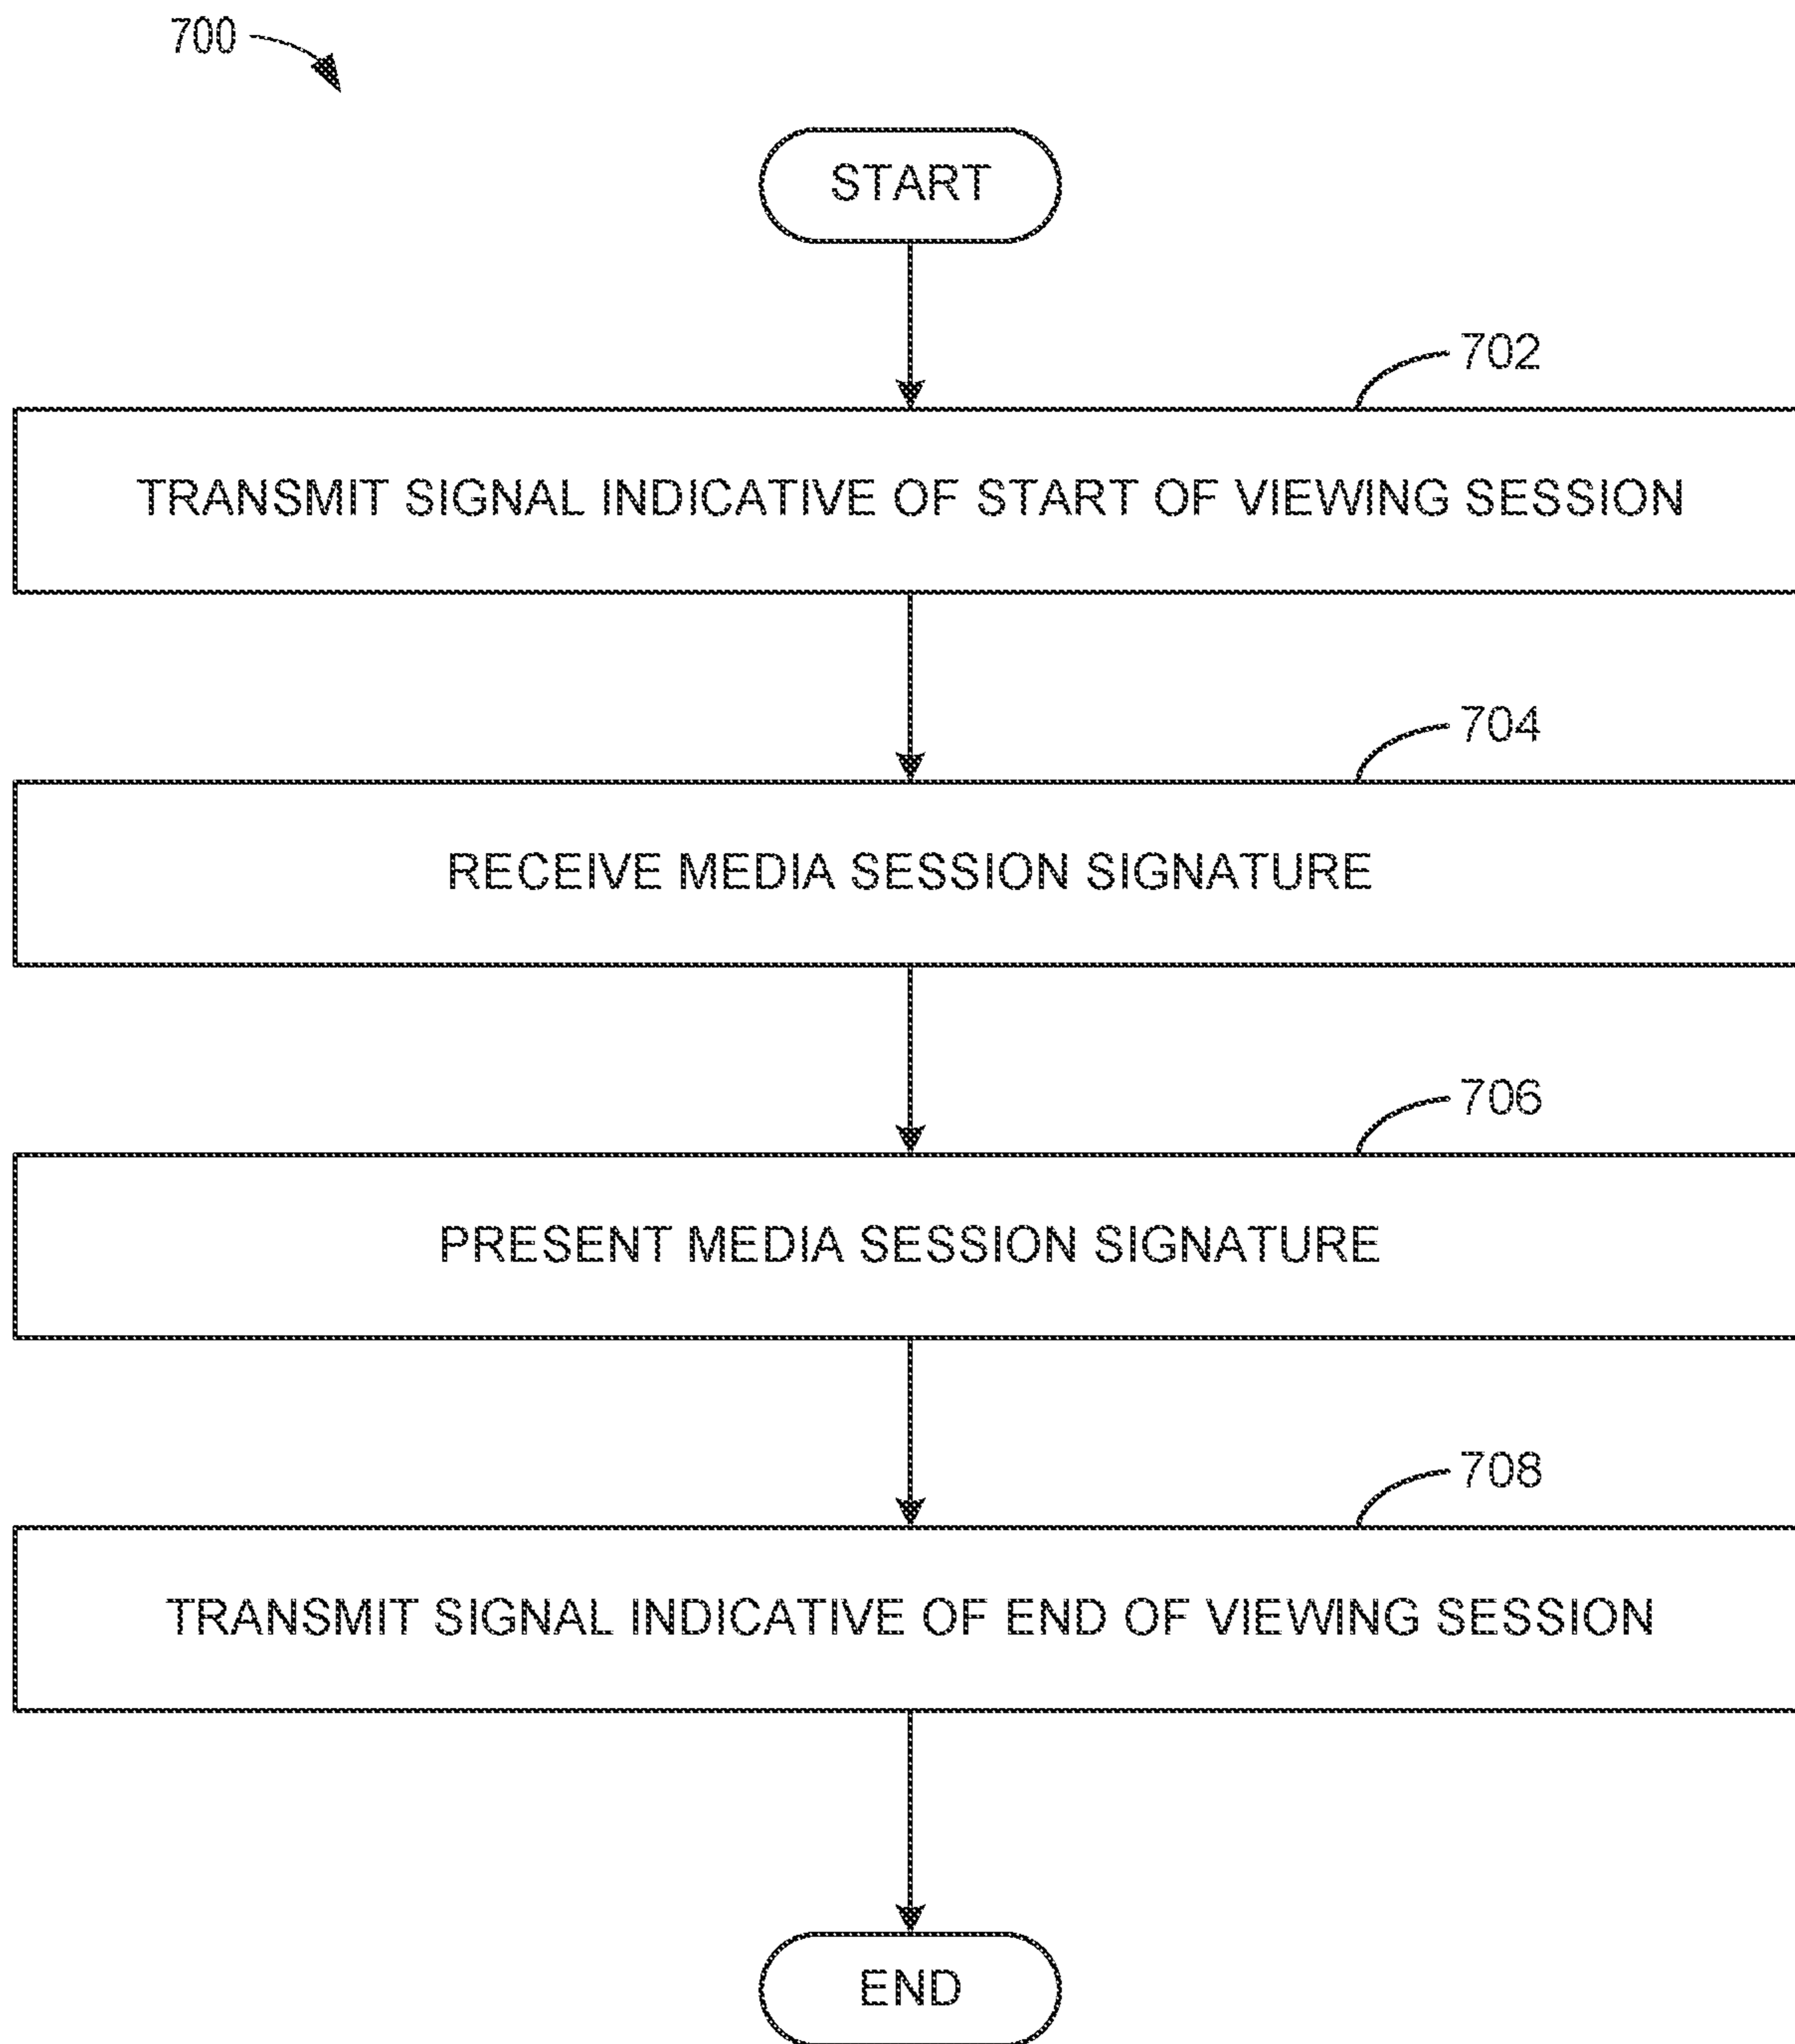 700
START
702
TRANSMIT SIGNAL INDICATIVE OF START OF VIEWING SESSION
704
RECEIVE MEDIA SESSION SIGNATURE
706
PRESENT MEDIA SESSION SIGNATURE
708
TRANSMIT SIGNAL INDICATIVE OF END OF VIEWING SESSION
END